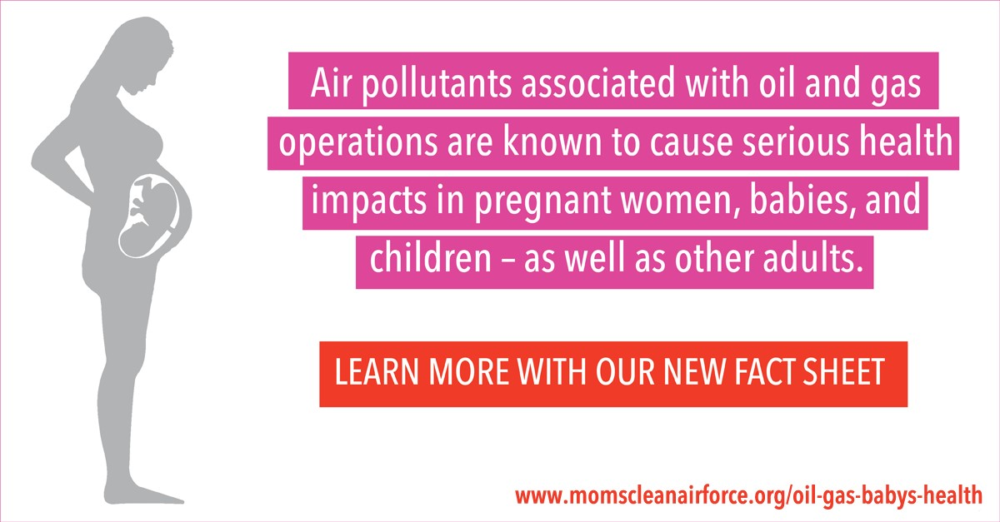 Air pollutants associated with oil and gas
operations are known to cause serious health
impacts in pregnant women, babies, and
children – as well as other adults.
LEARN MORE WITH OUR NEW FACT SHEET
www.momscleanairforce.org/oil-gas-babys-health